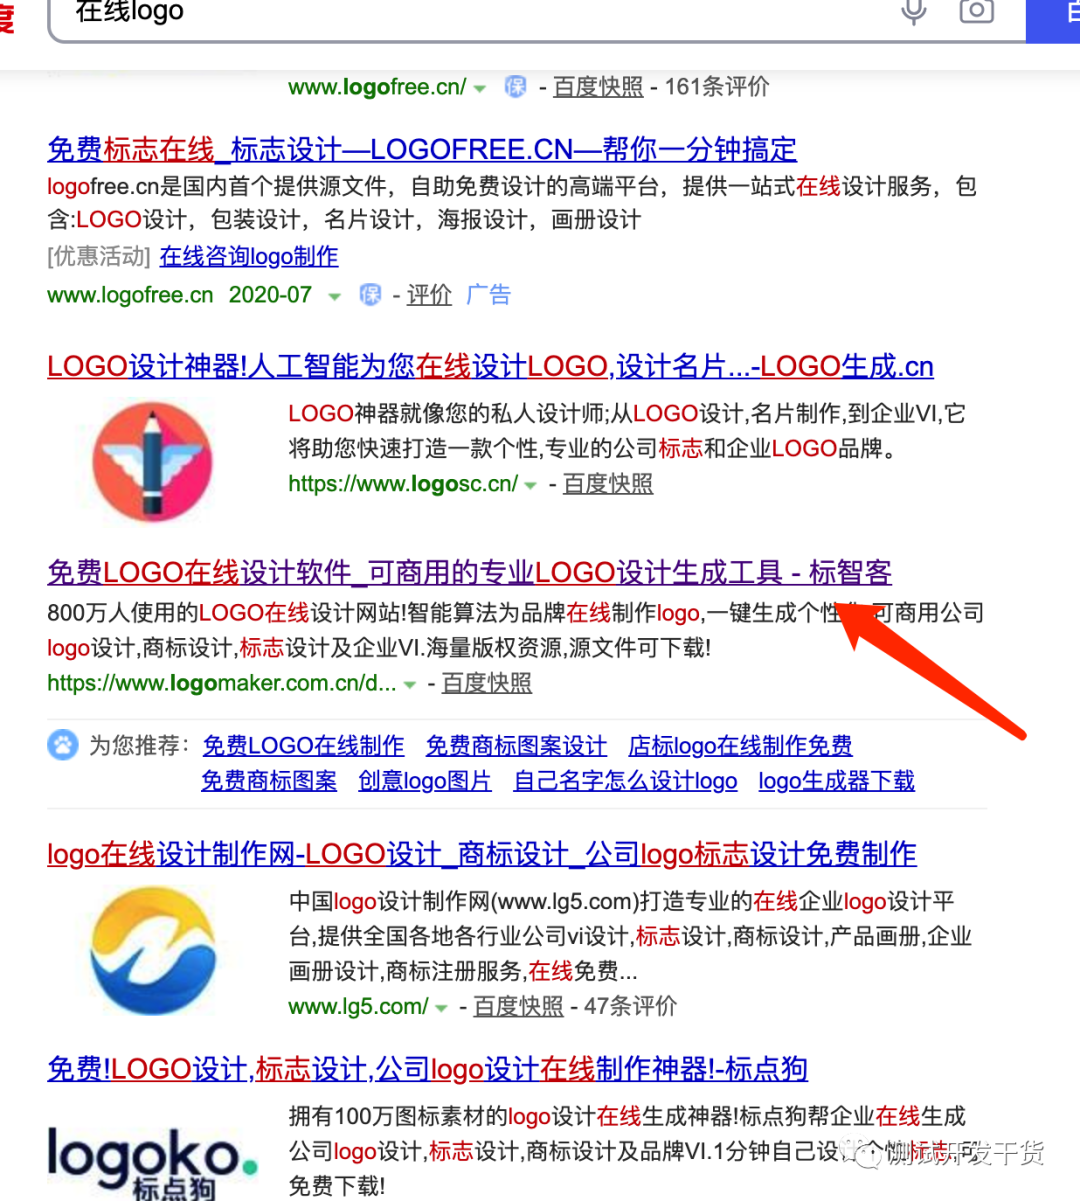 度
在线logo
百
www.logofree.cn/ 保 - 百度快照 - 161条评价
免费标志在线_标志设计—LOGOFREE.CN—帮你一分钟搞定
logofree.cn是国内首个提供源文件，自助免费设计的高端平台，提供一站式在线设计服务，包
含:LOGO设计，包装设计，名片设计，海报设计，画册设计
[优惠活动] 在线咨询logo制作
www.logofree.cn 2020-07 保 - 评价 广告
LOGO设计神器!人工智能为您在线设计LOGO,设计名片...-LOGO生成.cn
LOGO神器就像您的私人设计师;从LOGO设计,名片制作,到企业VI,它
将助您快速打造一款个性,专业的公司标志和企业LOGO品牌。
https://www.logosc.cn/ - 百度快照
免费LOGO在线设计软件_可商用的专业LOGO设计生成工具 - 标智客
800万人使用的LOGO在线设计网站!智能算法为品牌在线制作logo,一键生成个性 可商用公司
logo设计,商标设计,标志设计及企业VI.海量版权资源,源文件可下载!
https://www.logomaker.com.cn/d... - 百度快照
为您推荐： 免费LOGO在线制作 免费商标图案设计 店标logo在线制作免费
免费商标图案 创意logo图片 自己名字怎么设计logo logo生成器下载
logo在线设计制作网-LOGO设计_商标设计_公司logo标志设计免费制作
中国logo设计制作网(www.lg5.com)打造专业的在线企业logo设计平
台,提供全国各地各行业公司vi设计,标志设计,商标设计,产品画册,企业
画册设计,商标注册服务,在线免费...
www.lg5.com/ - 百度快照 - 47条评价
免费!LOGO设计,标志设计,公司logo设计在线制作神器!-标点狗
logoko.
标点狗
拥有100万图标素材的logo设计在线生成神器!标点狗帮企业在线生成
公司logo设计,标志设计,商标设计及品牌VI.1分钟自己设 个性标志,可
免费下载!
测试开发干货